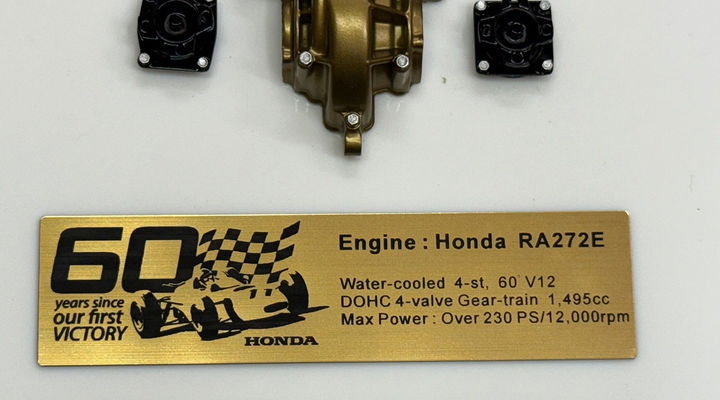 60
years since
our first
VICTORY
HONDA
Engine : Honda RA272E
Water-cooled 4-st, 60° V12
DOHC 4-valve Gear-train 1,495cc
Max Power : Over 230 PS/12,000rpm